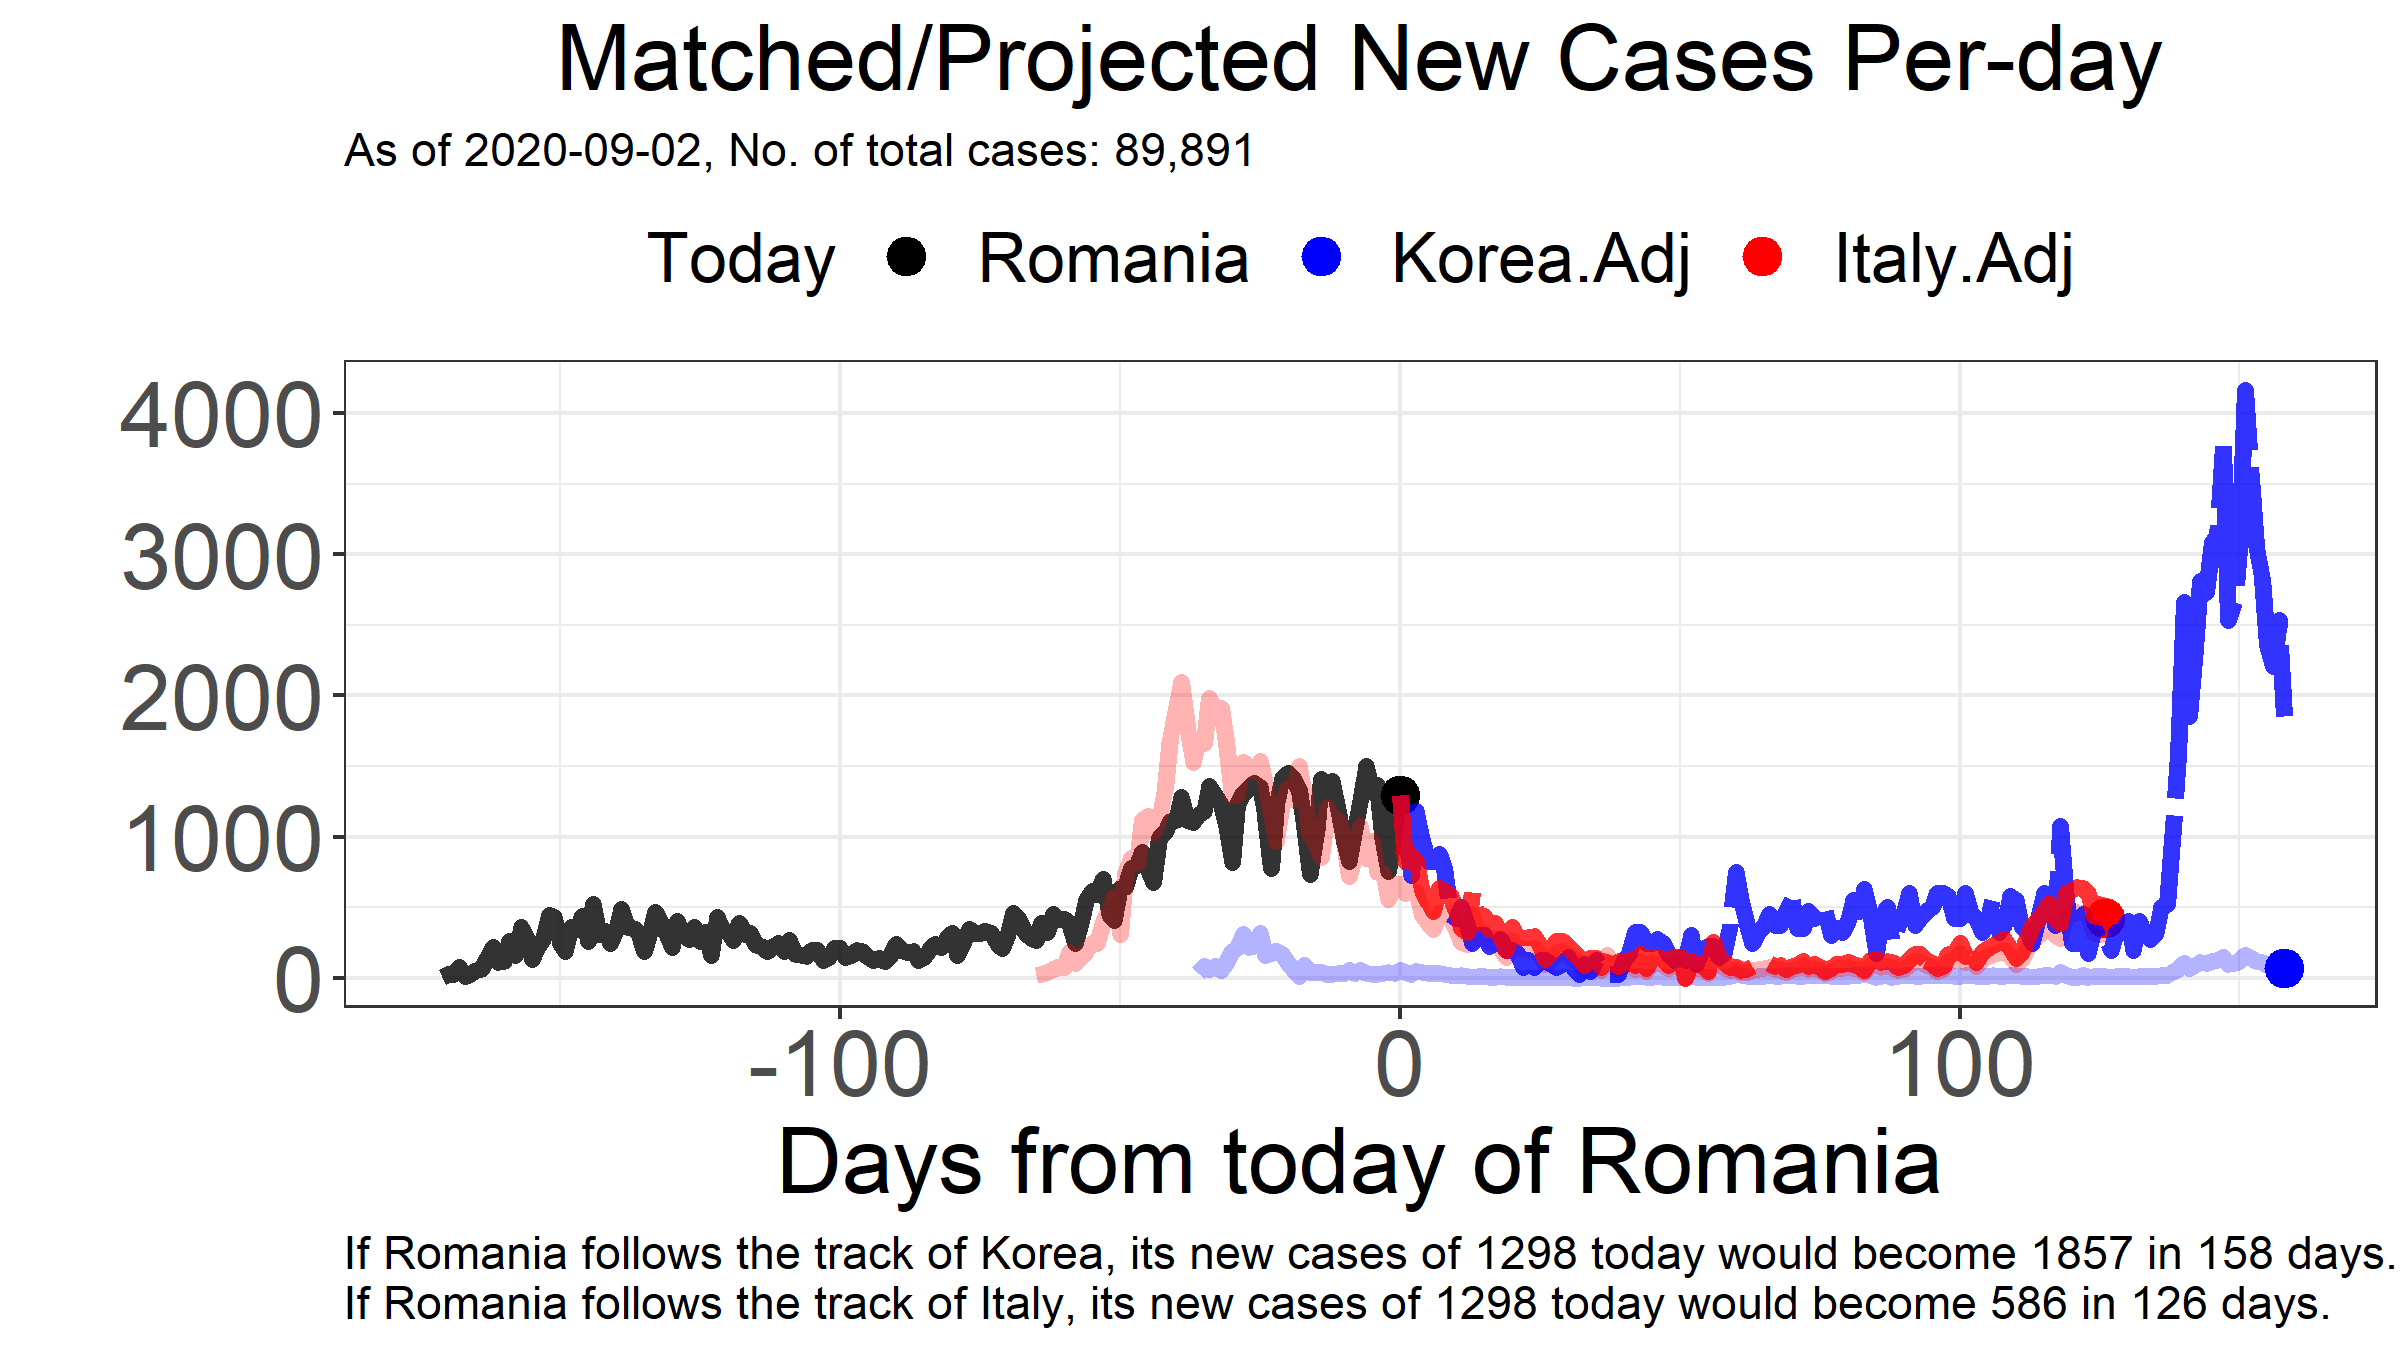 Matched/Projected New Cases Per-day
As of 2020-09-02, No. of total cases: 89,891
Today Romania Korea.Adj Italy.Adj
4000
3000
2000
1000
0
-100 0 100
Days from today of Romania
If Romania follows the track of Korea, its new cases of 1298 today would become 1857 in 158 days.
If Romania follows the track of Italy, its new cases of 1298 today would become 586 in 126 days.